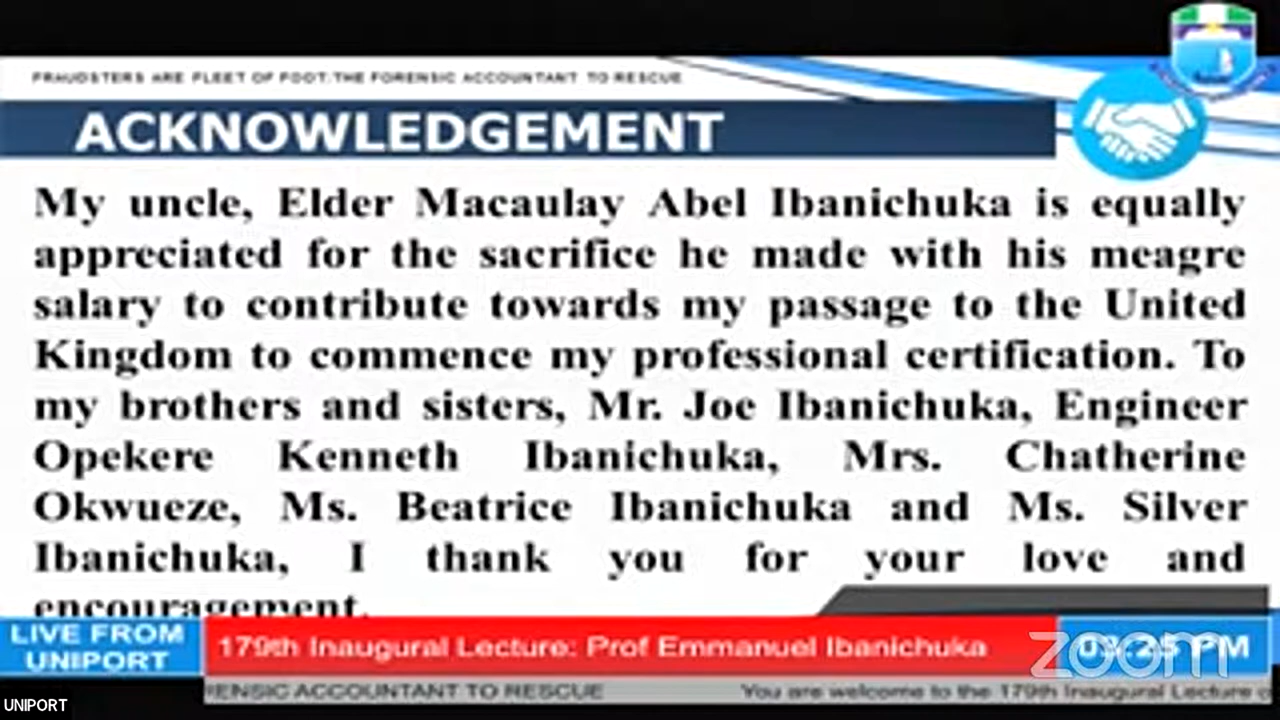 FRAUDSTERS ARE FLEET OF FOOT:THE FORENSIC ACCOUNTANT TO RESCUE
ACKNOWLEDGEMENT
My uncle, Elder Macaulay Abel Ibanichuka is equally
appreciated for the sacrifice he made with his meagre
salary to contribute towards my passage to the United
Kingdom to commence my professional certification. To
my brothers and sisters, Mr. Joe Ibanichuka, Engineer
Opekere Kenneth Ibanichuka, Mrs. Chatherine
Okwueze, Ms. Beatrice Ibanichuka and Ms. Silver
Ibanichuka, I thank you for your love and
encouragement.
LIVE FROM
UNIPORT
179th Inaugural Lecture: Prof Emmanuel Ibanichuka
03:25 PM
zoom
RENSIC ACCOUNTANT TO RESCUE
You are welcome to the 179th Inaugural Lecture
UNIPORT